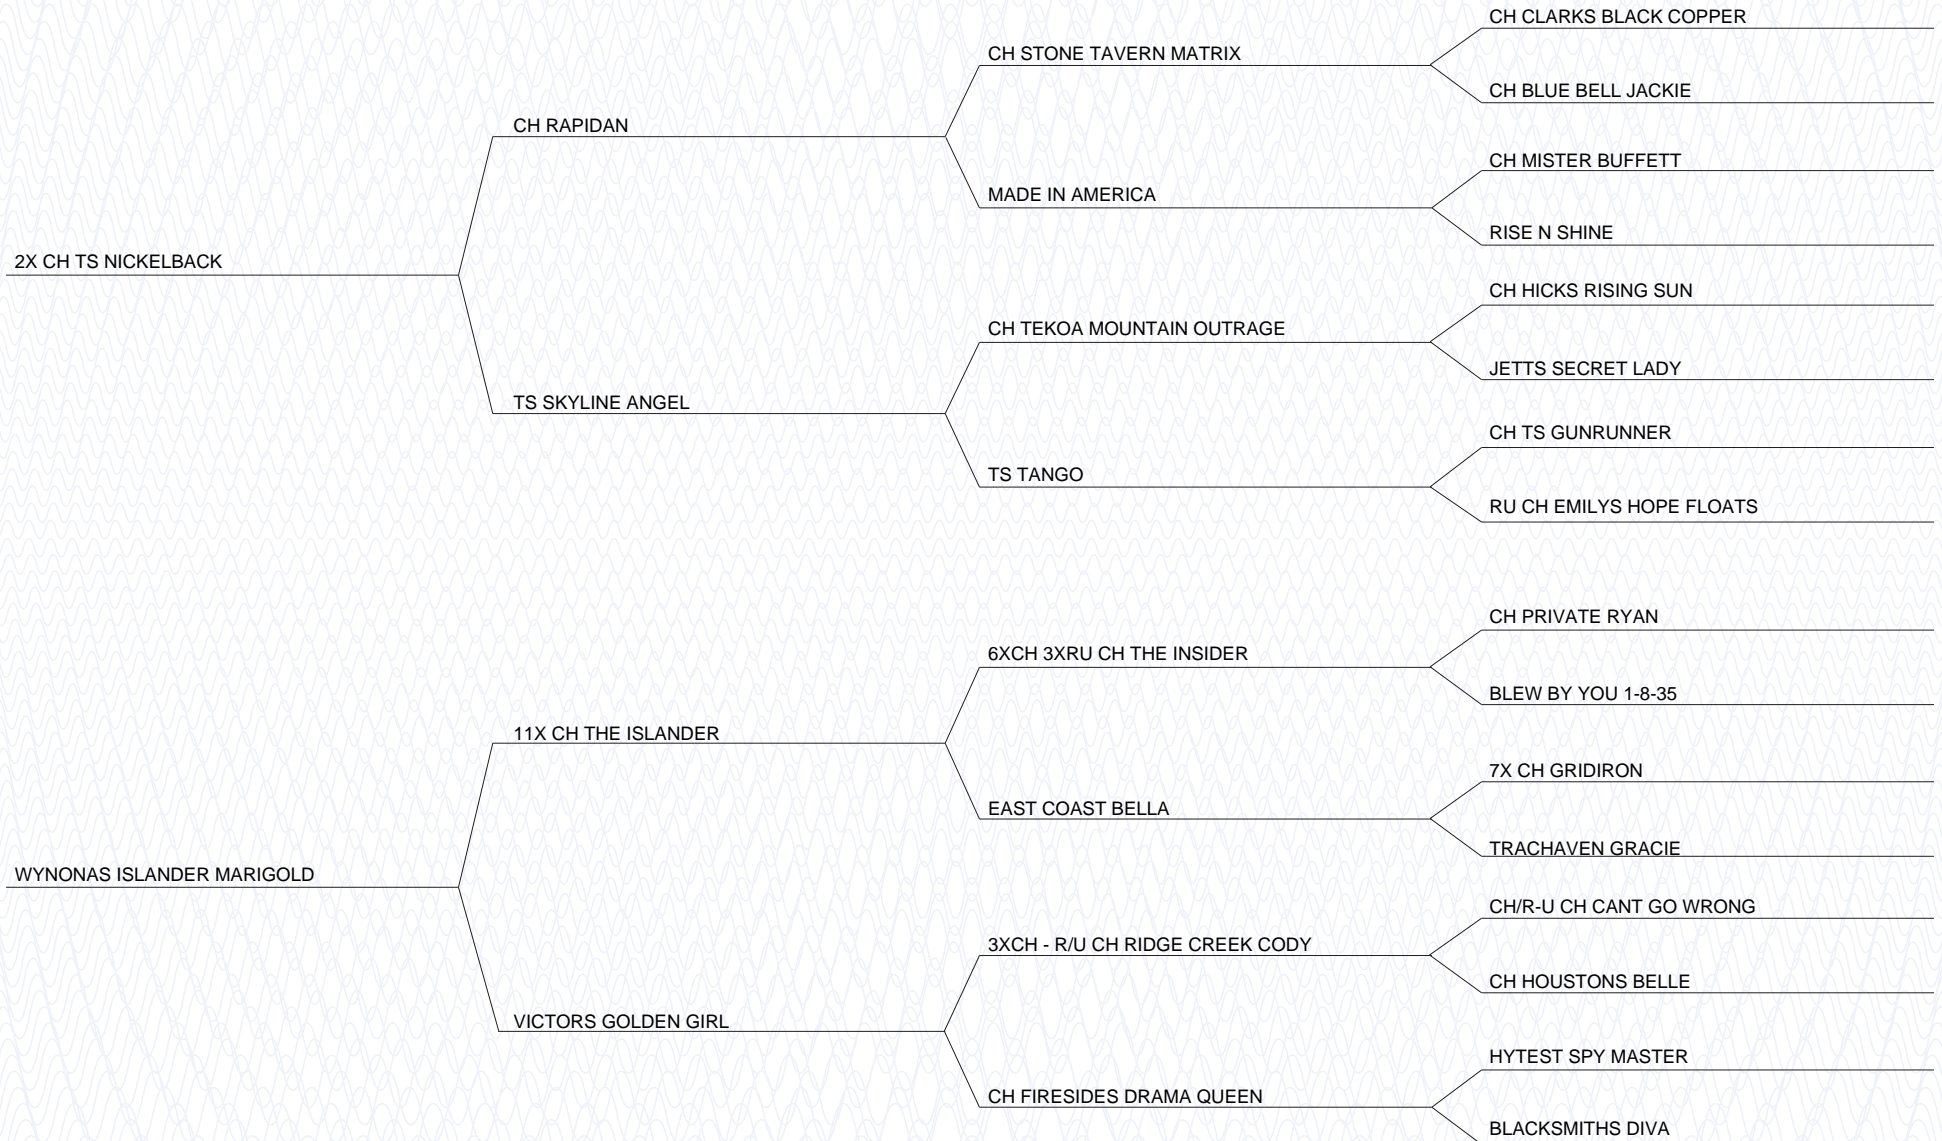 CH CLARKS BLACK COPPER
CH STONE TAVERN MATRIX
CH BLUE BELL JACKIE
CH RAPIDAN
CH MISTER BUFFETT
MADE IN AMERICA
RISE N SHINE
2X CH TS NICKELBACK
CH HICKS RISING SUN
CH TEKOA MOUNTAIN OUTRAGE
JETTS SECRET LADY
TS SKYLINE ANGEL
CH TS GUNRUNNER
TS TANGO
RU CH EMILYS HOPE FLOATS
CH PRIVATE RYAN
6XCH 3XRU CH THE INSIDER
BLEW BY YOU 1-8-35
11X CH THE ISLANDER
7X CH GRIDIRON
EAST COAST BELLA
TRACHAVEN GRACIE
WYNONAS ISLANDER MARIGOLD
CH/R-U CH CANT GO WRONG
3XCH - R/U CH RIDGE CREEK CODY
CH HOUSTONS BELLE
VICTORS GOLDEN GIRL
HYTEST SPY MASTER
CH FIRESIDES DRAMA QUEEN
BLACKSMITHS DIVA